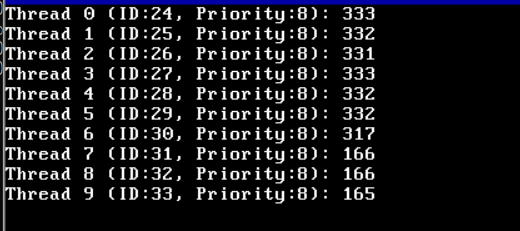 Thread 0 (ID:24, Priority:8): 333
Thread 1 (ID:25, Priority:8): 332
Thread 2 (ID:26, Priority:8): 331
Thread 3 (ID:27, Priority:8): 333
Thread 4 (ID:28, Priority:8): 332
Thread 5 (ID:29, Priority:8): 332
Thread 6 (ID:30, Priority:8): 317
Thread 7 (ID:31, Priority:8): 166
Thread 8 (ID:32, Priority:8): 166
Thread 9 (ID:33, Priority:8): 165